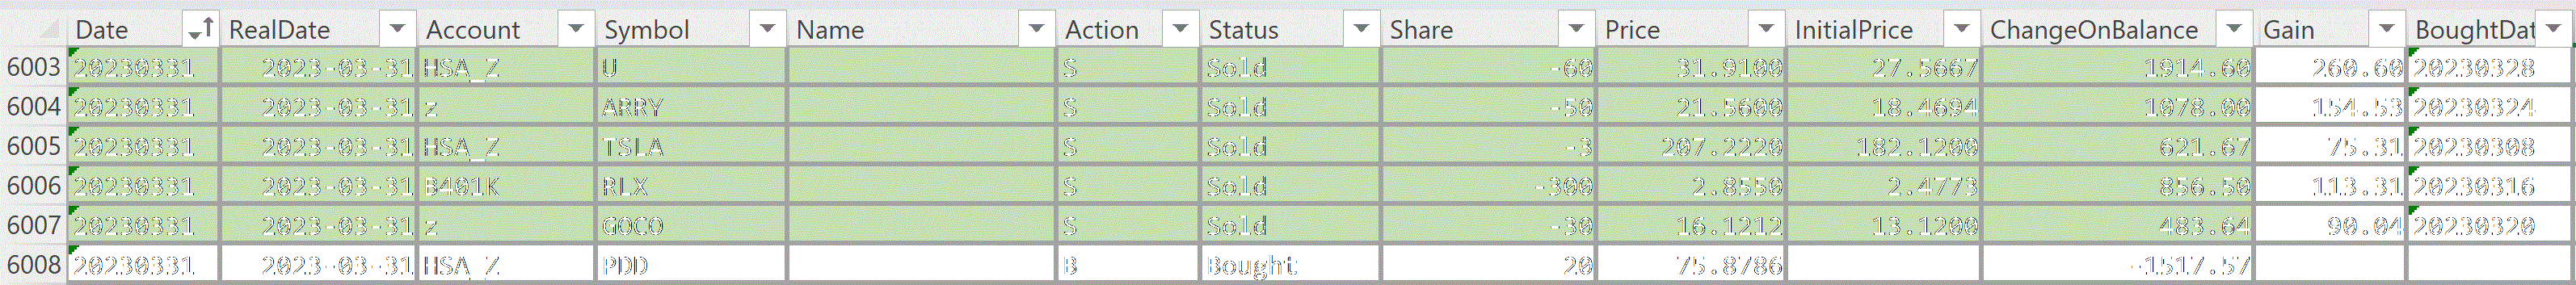 Date RealDate Account Symbol Name Action Status Share Price InitialPrice ChangeOnBalance Gain BoughtDat
6003 20230331 2023-03-31 HSA_Z U S Sold -60 31.9100 27.5667 1914.60 260.60 20230328
6004 20230331 2023-03-31 z ARRY S Sold -50 21.5600 18.4694 1078.00 154.53 20230324
6005 20230331 2023-03-31 HSA_Z TSLA S Sold -3 207.2220 182.1200 621.67 75.31 20230308
6006 20230331 2023-03-31 B401K RLX S Sold -300 2.8550 2.4773 856.50 113.31 20230316
6007 20230331 2023-03-31 z GOCO S Sold -30 16.1212 13.1200 483.64 90.04 20230320
6008 20230331 2023-03-31 HSA_Z PDD B Bought 20 75.8786 -1517.57